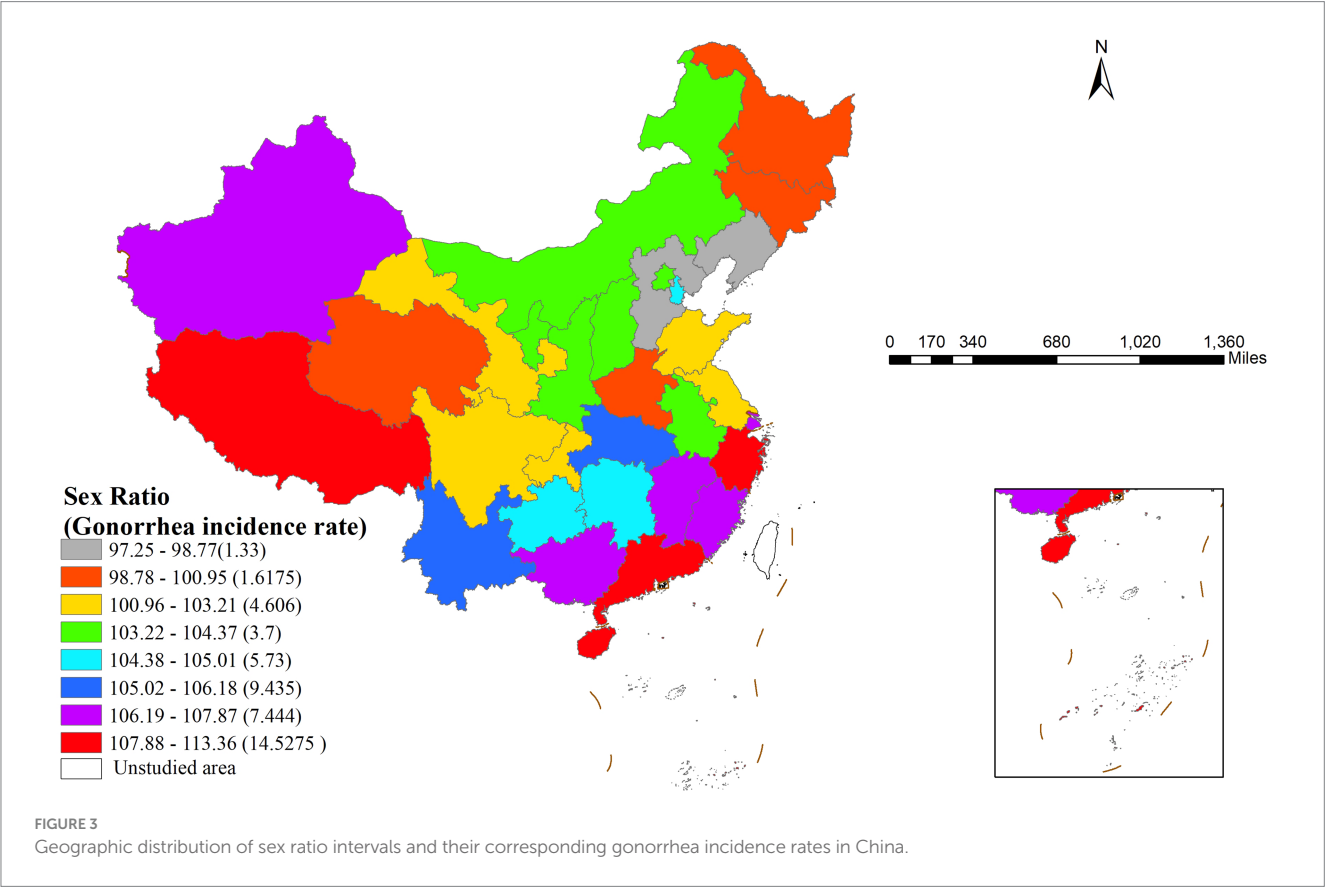 N
0 170 340 680 1,020 1,360
Miles
Sex Ratio
(Gonorrhea incidence rate)
97.25 - 98.77(1.33)
98.78 - 100.95 (1.6175)
100.96 - 103.21 (4.606)
103.22 - 104.37 (3.7)
104.38 - 105.01 (5.73)
105.02 - 106.18 (9.435)
106.19 - 107.87 (7.444)
107.88 - 113.36 (14.5275 )
Unstudied area
FIGURE 3
Geographic distribution of sex ratio intervals and their corresponding gonorrhea incidence rates in China.